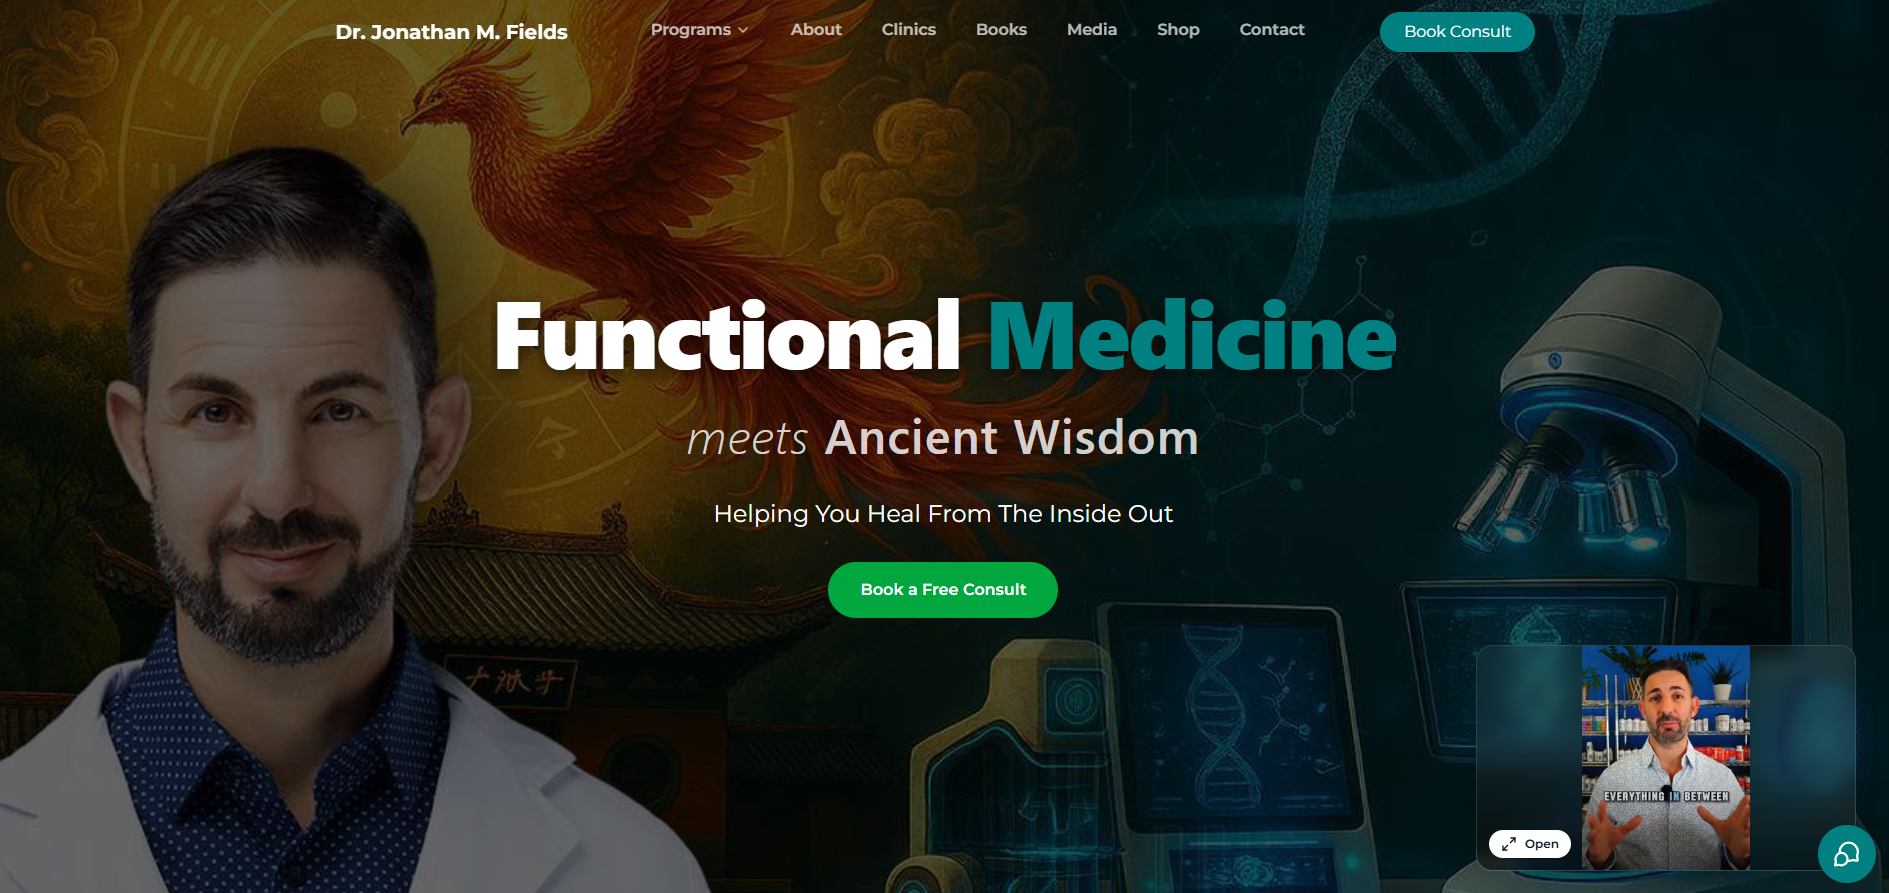 Dr. Jonathan M. Fields
Programs
About
Clinics
Books
Media
Shop
Contact
Book Consult
Functional Medicine
meets Ancient Wisdom
Helping You Heal From The Inside Out
Book a Free Consult
EVERYTHING IN BETWEEN
Open